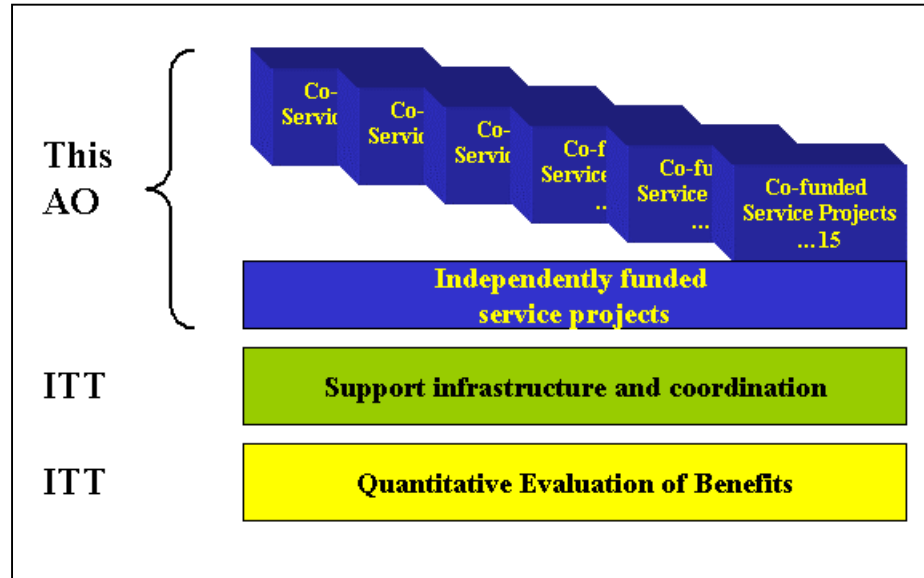 This
AO
Co-
Servic
Co-
Servic
Co-
Servic
Co-f
Service
..
Co-fu
Service
...
Co-funded
Service Projects
...15
Independently funded
service projects
ITT
Support infrastructure and coordination
ITT
Quantitative Evaluation of Benefits